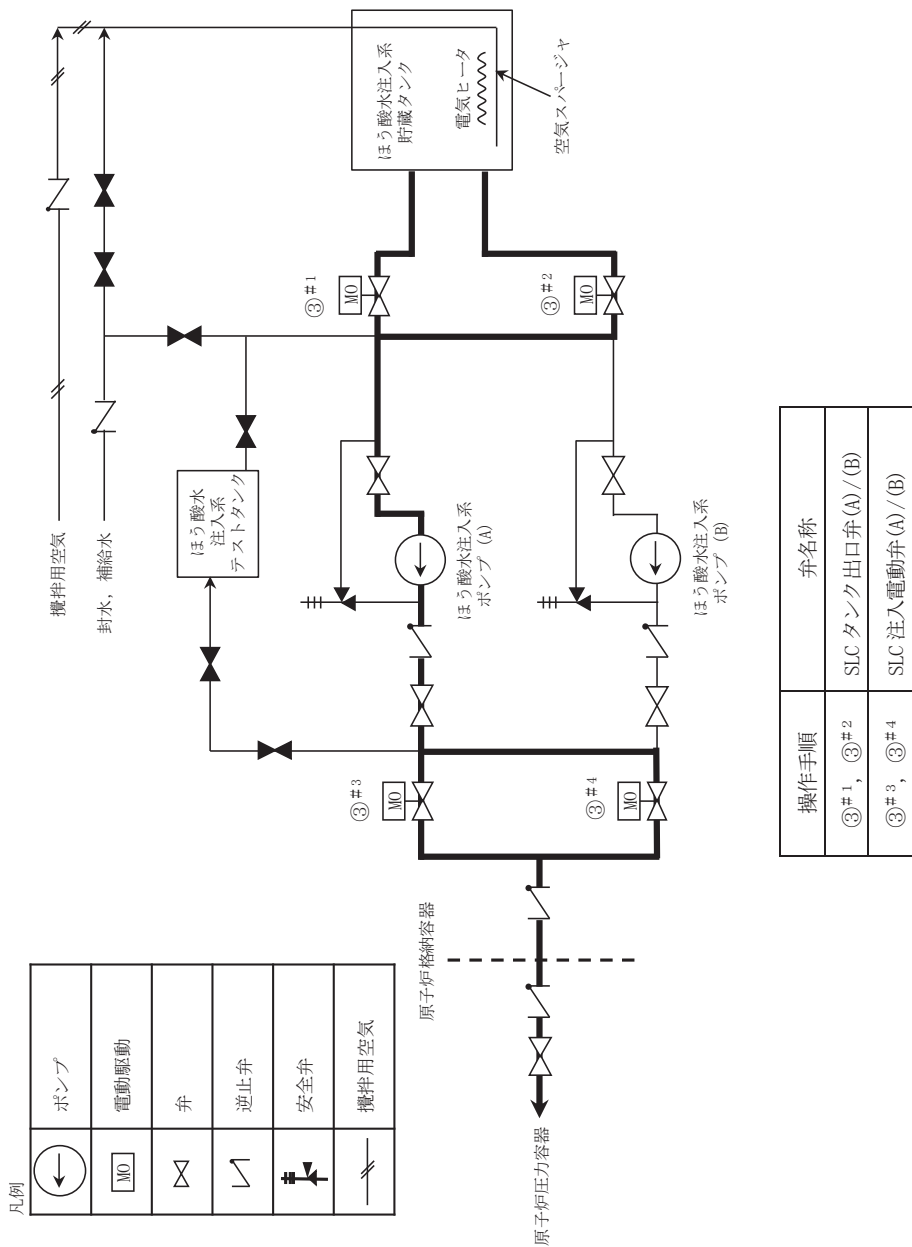 凡例
ポンプ
MO
電動駆動
弁
逆止弁
安全弁
攪拌用空気
攪拌用空気
封水，補給水
ほう酸水
注入系
テストタンク
ほう酸水注入系
貯蔵タンク
電気ヒータ
空気スパージャ
③#1
MO
③#2
MO
ほう酸水注入系
ポンプ (A)
ほう酸水注入系
ポンプ (B)
③#3
MO
③#4
MO
原子炉格納容器
原子炉圧力容器
操作手順
弁名称
③#1，③#2
SLC タンク出口弁(A)/(B)
③#3，③#4
SLC 注入電動弁(A)/(B)